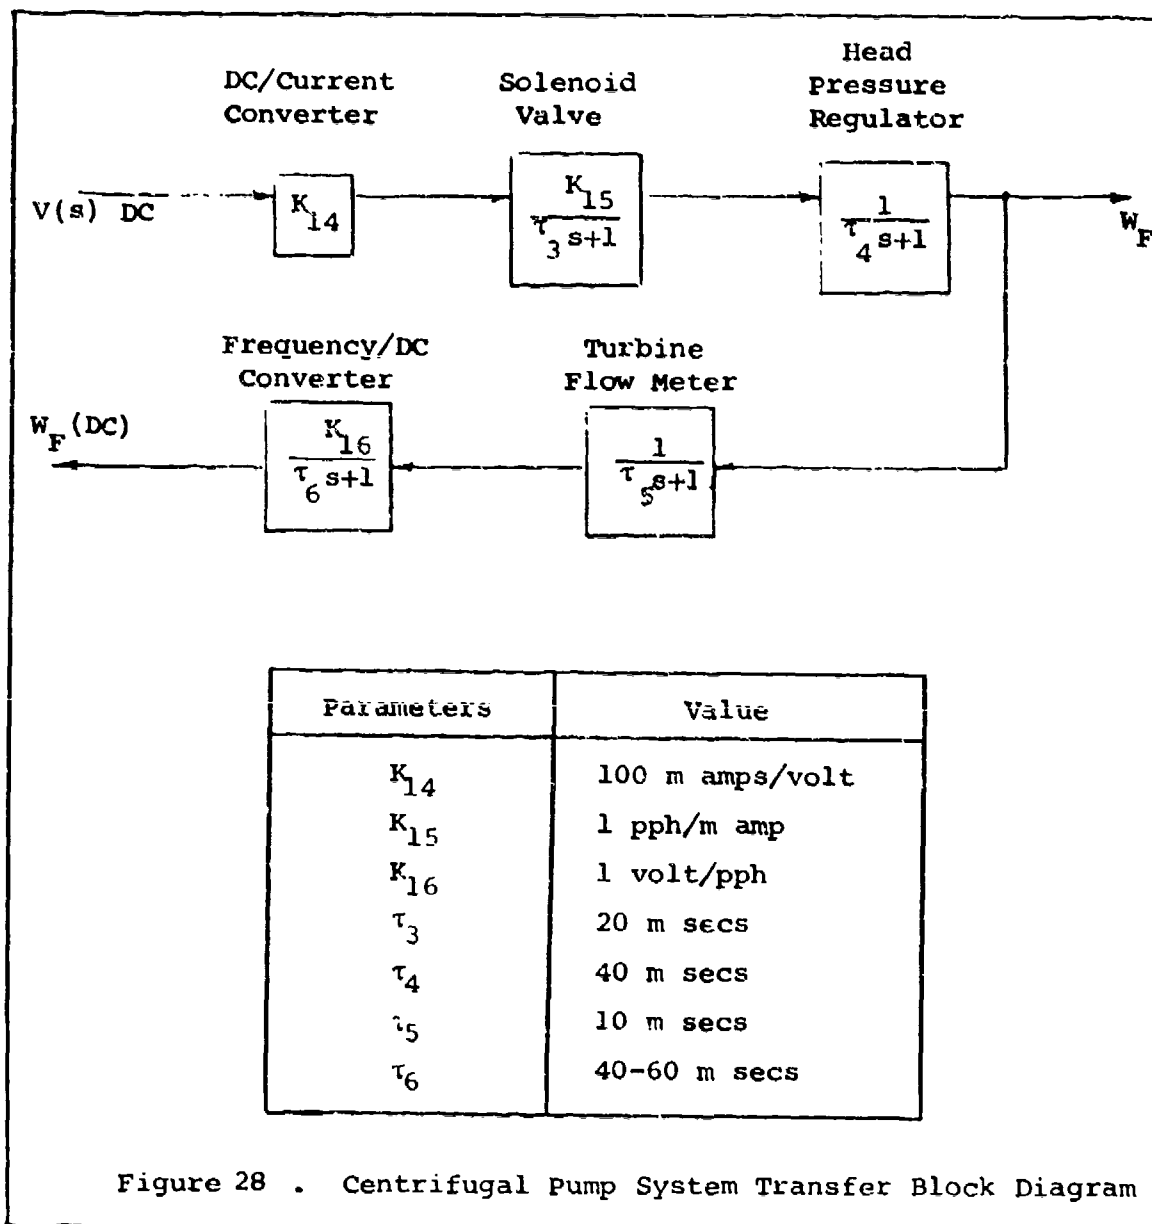 DC/Current
Converter
Solenoid
Valve
Head
Pressure
Regulator
V(s) DC
K14
K15
τ3 s+1
1
τ4 s+1
WF
Frequency/DC
Converter
Turbine
Flow Meter
WF (DC)
K16
τ6 s+1
1
τ5 s+1
Parameters Value
K14 100 m amps/volt
K15 1 pph/m amp
K16 1 volt/pph
τ3 20 m secs
τ4 40 m secs
τ5 10 m secs
τ6 40-60 m secs
Figure 28 . Centrifugal Pump System Transfer Block Diagram